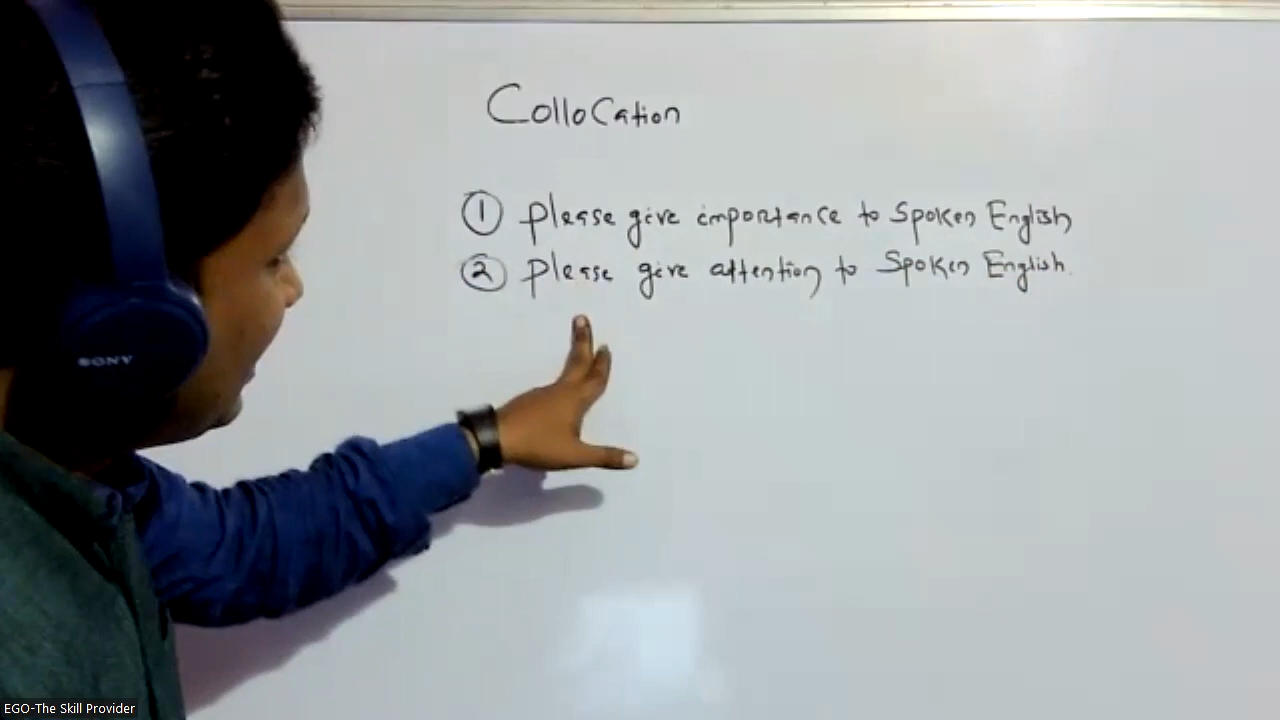 Collocation
① please give importance to Spoken English
② please give attention to Spoken English.
SONY
EGO-The Skill Provider